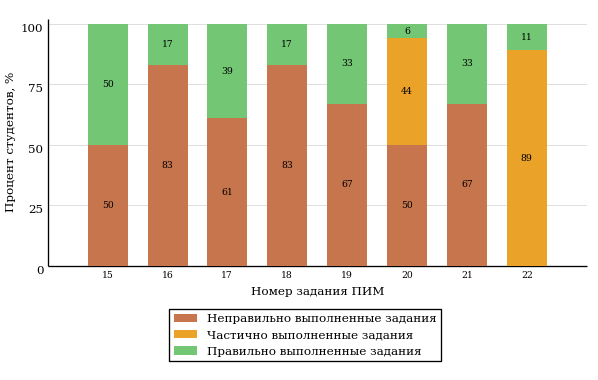 Процент студентов, %
100
75
50
25
0
50 17 39 17 33 6 33 11
50 83 61 83 67 44 67 89
50
15 16 17 18 19 20 21 22
Номер задания ПИМ
Неправильно выполненные задания
Частично выполненные задания
Правильно выполненные задания